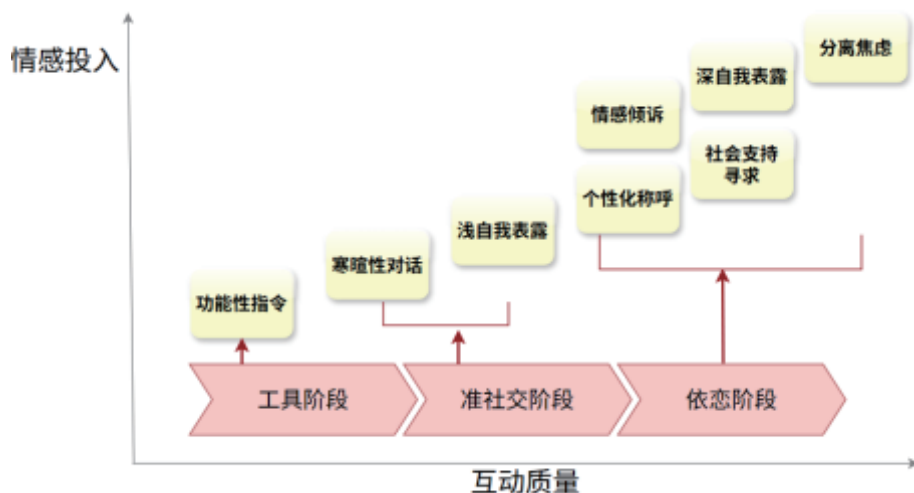 情感投入
分离焦虑
深自我表露
情感倾诉
社会支持
寻求
个性化称呼
浅自我表露
寒暄性对话
功能性指令
工具阶段
准社交阶段
依恋阶段
互动质量